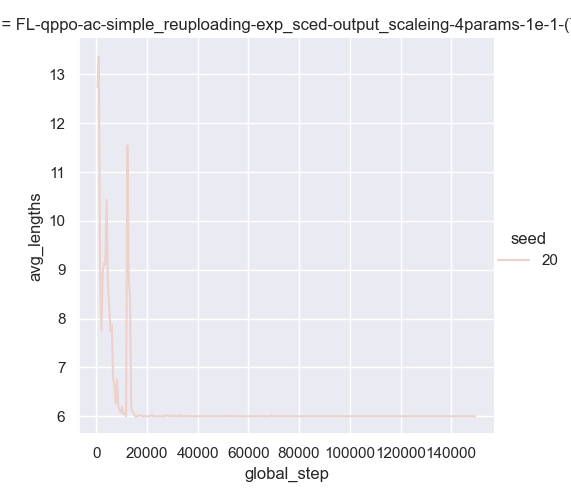 = FL-qppo-ac-simple_reuploading-exp_sced-output_scaleing-4params-1e-1-(
13
12
11
10
9
8
7
6
avg_lengths
0 20000 40000 60000 80000 100000 120000 140000
global_step
seed
20